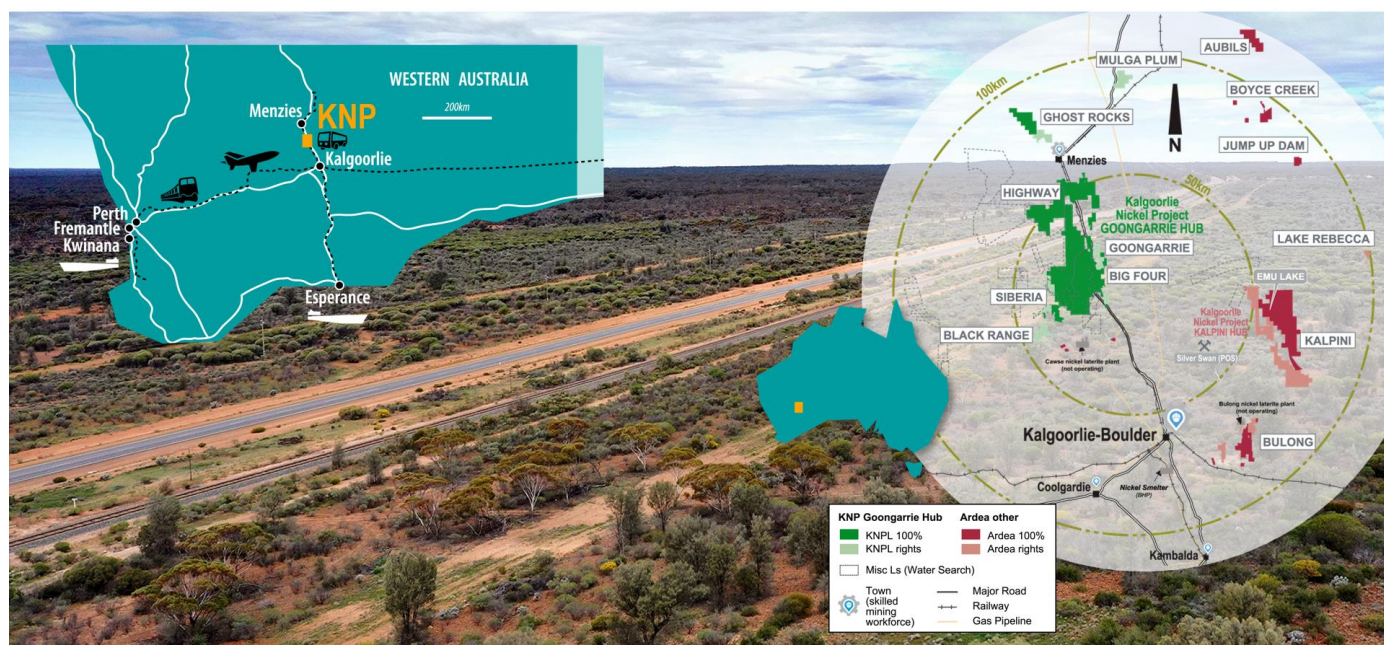 WESTERN AUSTRALIA
200km
Menzies
KNP
Kalgoorlie
Perth
Fremantle
Kwinana
Esperance
100km
50km
N
AUBILS
MULGA PLUM
BOYCE CREEK
GHOST ROCKS
JUMP UP DAM
Menzies
HIGHWAY
Kalgoorlie
Nickel Project
GOONGARRIE HUB
GOONGARRIE
LAKE REBECCA
BIG FOUR
EMU LAKE
SIBERIA
Kalgoorlie
Nickel Project
KALPINI HUB
BLACK RANGE
KALPINI
Silver Swan (POS)
Cawse nickel laterite plant
(not operating)
Bulong nickel laterite plant
(not operating)
Kalgoorlie-Boulder
BULONG
Coolgardie
Nickel Smelter
(BHP)
Kambalda
KNP Goongarrie Hub
KNPL 100%
KNPL rights
Ardea other
Ardea 100%
Ardea rights
Misc Ls (Water Search)
Town
(skilled
mining
workforce)
Major Road
Railway
Gas Pipeline